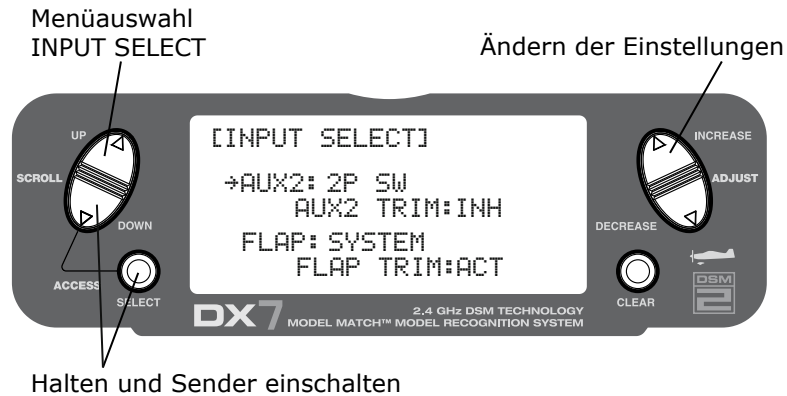 Menüauswahl
INPUT SELECT
Ändern der Einstellungen
UP
SCROLL
DOWN
ACCESS
SELECT
[INPUT SELECT]
→AUX2: 2P SW
AUX2 TRIM:INH
FLAP: SYSTEM
FLAP TRIM:ACT
INCREASE
ADJUST
DECREASE
CLEAR
DSM
2
DX7
2.4 GHz DSM TECHNOLOGY
MODEL MATCH™ MODEL RECOGNITION SYSTEM
Halten und Sender einschalten